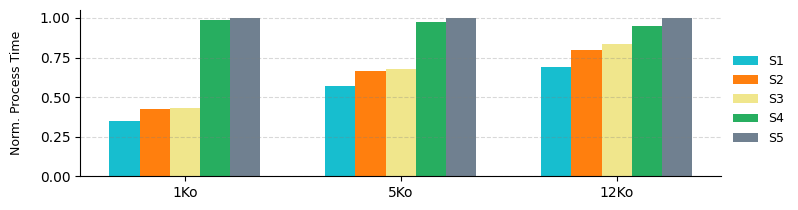 Norm. Process Time
1.00
0.75
0.50
0.25
0.00
1Ko
5Ko
12Ko
S1
S2
S3
S4
S5